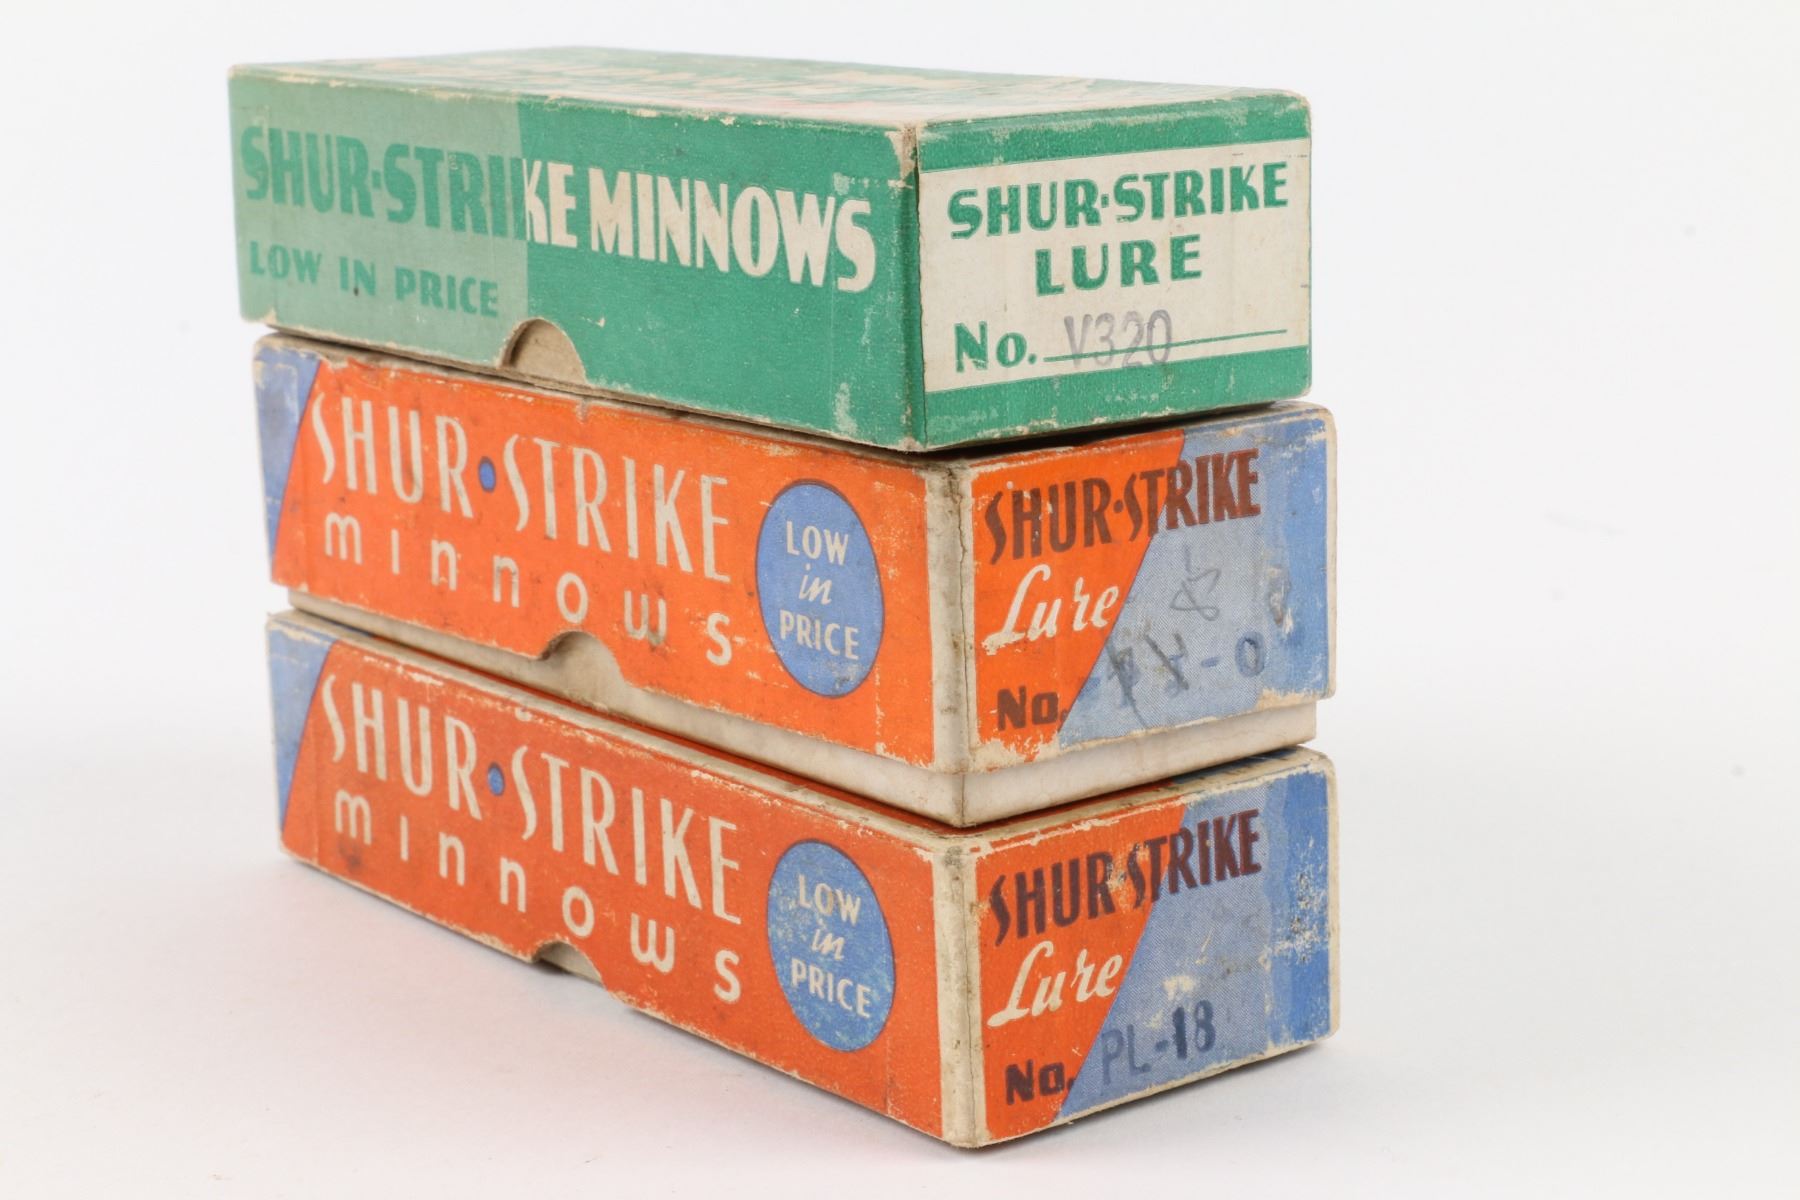 SHUR-STRIKE MINNOWS
LOW IN PRICE
SHUR-STRIKE
LURE
No. V320
SHUR·STRIKE
minnows
LOW
in
PRICE
SHUR·STRIKE
Lure
85
No. -O
SHUR·STRIKE
minnows
LOW
in
PRICE
SHUR·STRIKE
Lure
No. PL-18